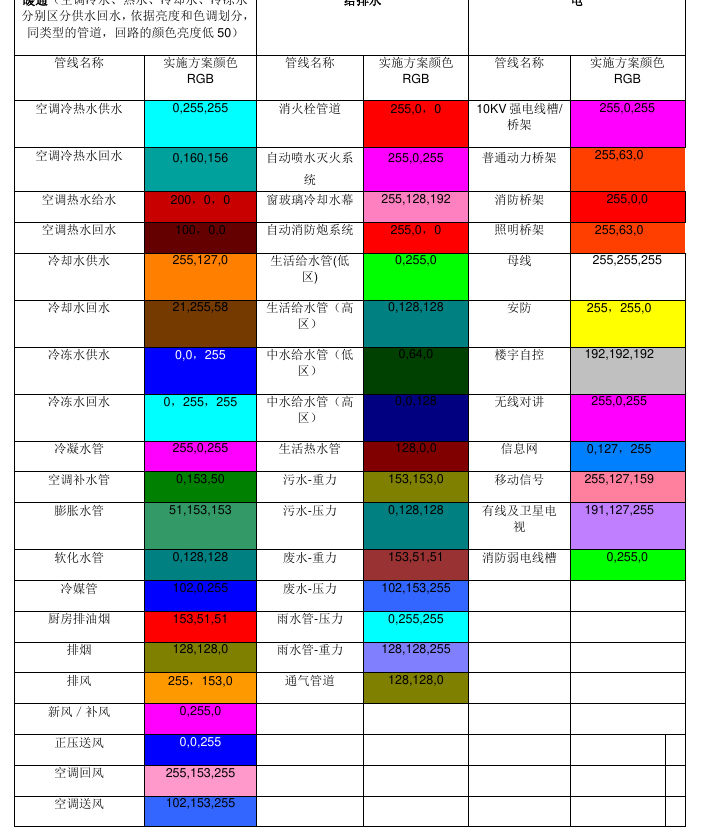 暖通（空调冷水、热水、冷却水、冷冻水
给排水
电
分别区分供水回水，依据亮度和色调划分，
同类型的管道，回路的颜色亮度低 50）
管线名称 实施方案颜色 管线名称 实施方案颜色 管线名称 实施方案颜色
RGB RGB RGB
空调冷热水供水 0,255,255 消火栓管道 255,0，0 10KV 强电线槽/ 255,0,255
桥架
空调冷热水回水 0,160,156 自动喷水灭火系 255,0,255 普通动力桥架 255,63,0
统
空调热水给水 200，0，0 窗玻璃冷却水幕 255,128,192 消防桥架 255,0,0
空调热水回水 100，0,0 自动消防炮系统 255,0，0 照明桥架 255,63,0
冷却水供水 255,127,0 生活给水管(低 0,255,0 母线 255,255,255
区)
冷却水回水 21,255,58 生活给水管（高 0,128,128 安防 255，255,0
区）
冷冻水供水 0,0，255 中水给水管（低 0,64,0 楼宇自控 192,192,192
区）
冷冻水回水 0，255，255 中水给水管（高 0,0,128 无线对讲 255,0,255
区）
冷凝水管 255,0,255 生活热水管 128,0,0 信息网 0,127，255
空调补水管 0,153,50 污水-重力 153,153,0 移动信号 255,127,159
膨胀水管 51,153,153 污水-压力 0,128,128 有线及卫星电 191,127,255
视
软化水管 0,128,128 废水-重力 153,51,51 消防弱电线槽 0,255,0
冷媒管 102,0,255 废水-压力 102,153,255
厨房排油烟 153,51,51 雨水管-压力 0,255,255
排烟 128,128,0 雨水管-重力 128,128,255
排风 255，153,0 通气管道 128,128,0
新风／补风 0,255,0
正压送风 0,0,255
空调回风 255,153,255
空调送风 102,153,255